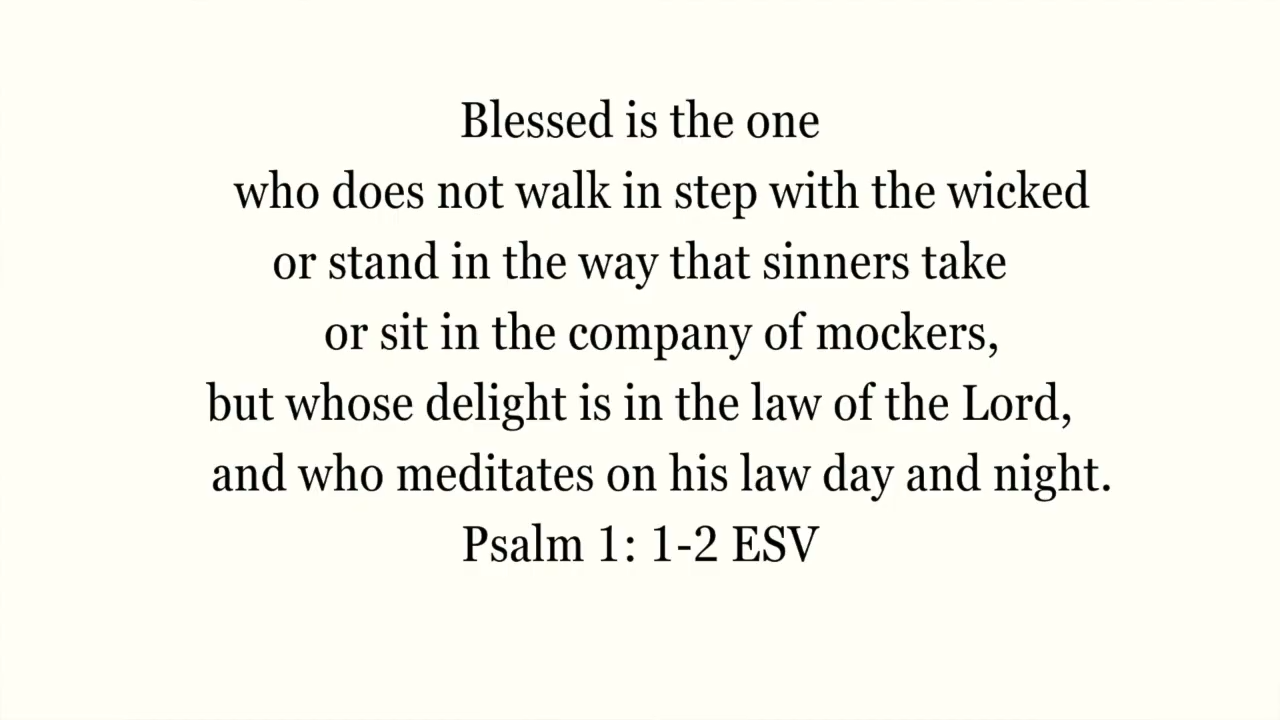 Blessed is the one
who does not walk in step with the wicked
or stand in the way that sinners take
or sit in the company of mockers,
but whose delight is in the law of the Lord,
and who meditates on his law day and night.
Psalm 1: 1-2 ESV